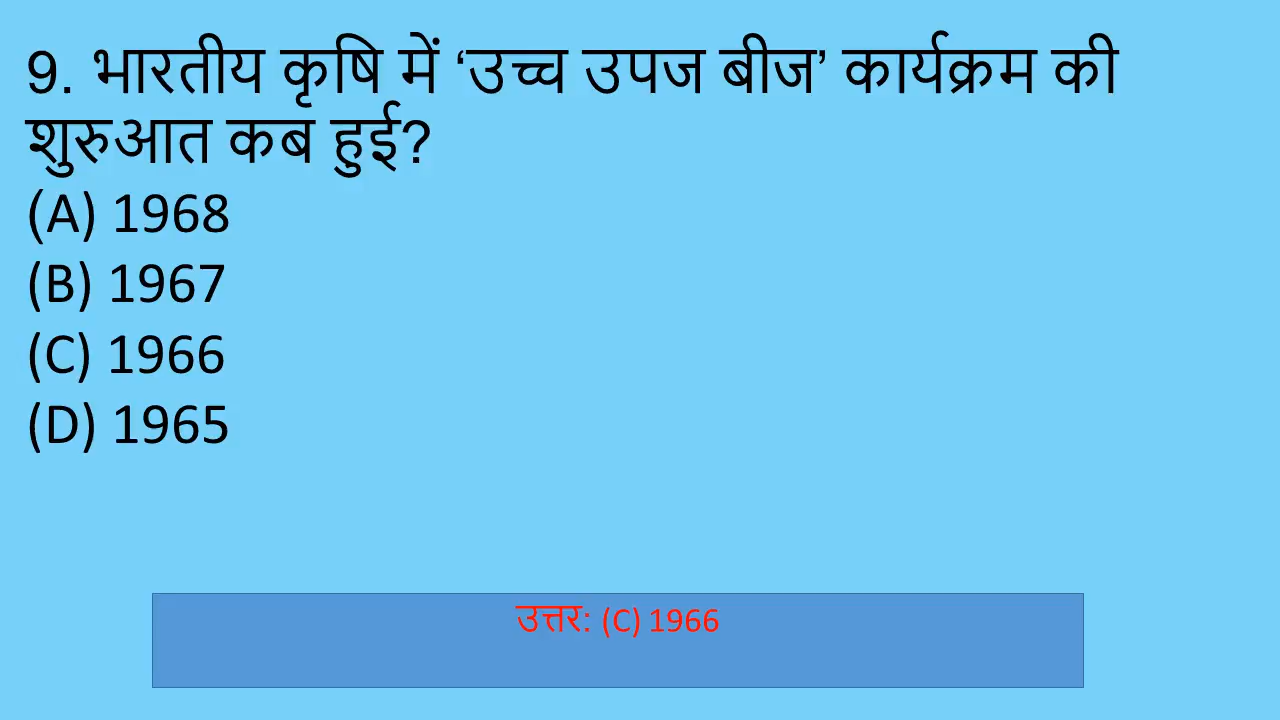 9. भारतीय कृषि में ‘उच्च उपज बीज’ कार्यक्रम की
शुरुआत कब हुई?
(A) 1968
(B) 1967
(C) 1966
(D) 1965
उत्तर: (C) 1966